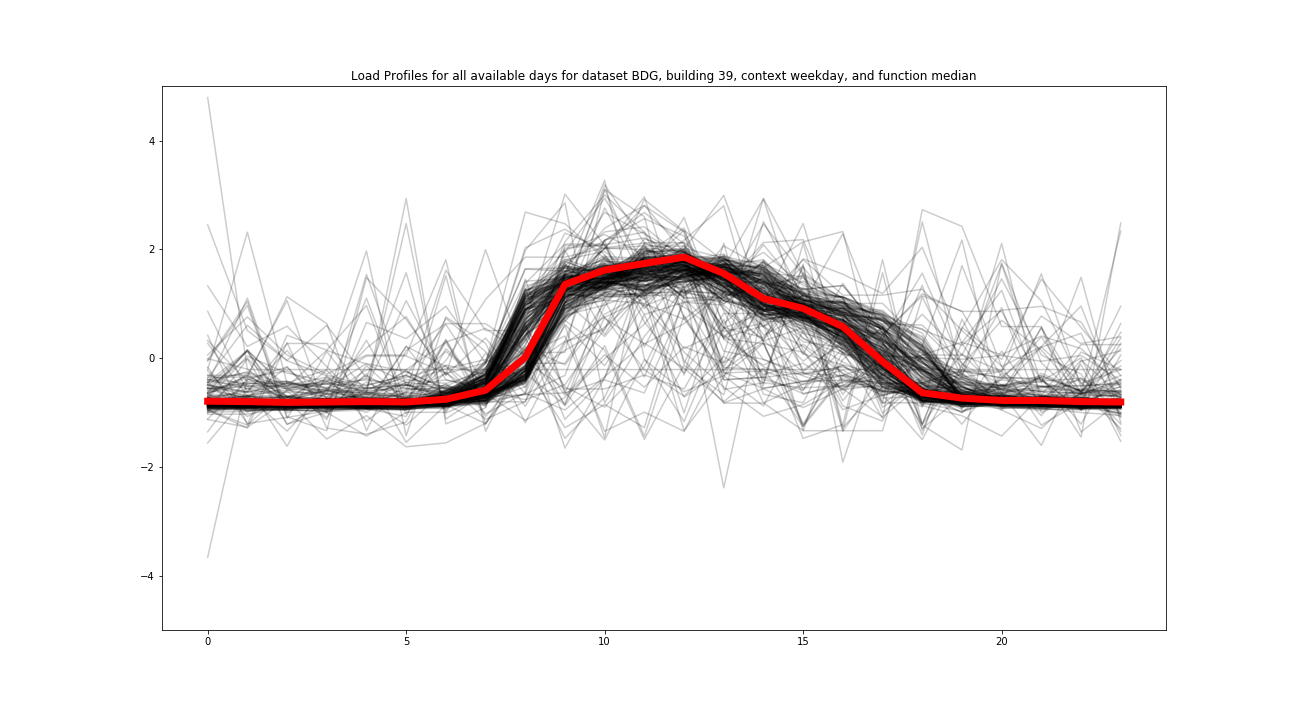 Load Profiles for all available days for dataset BDG, building 39, context weekday, and function median
4
2
0
−2
−4
0 5 10 15 20